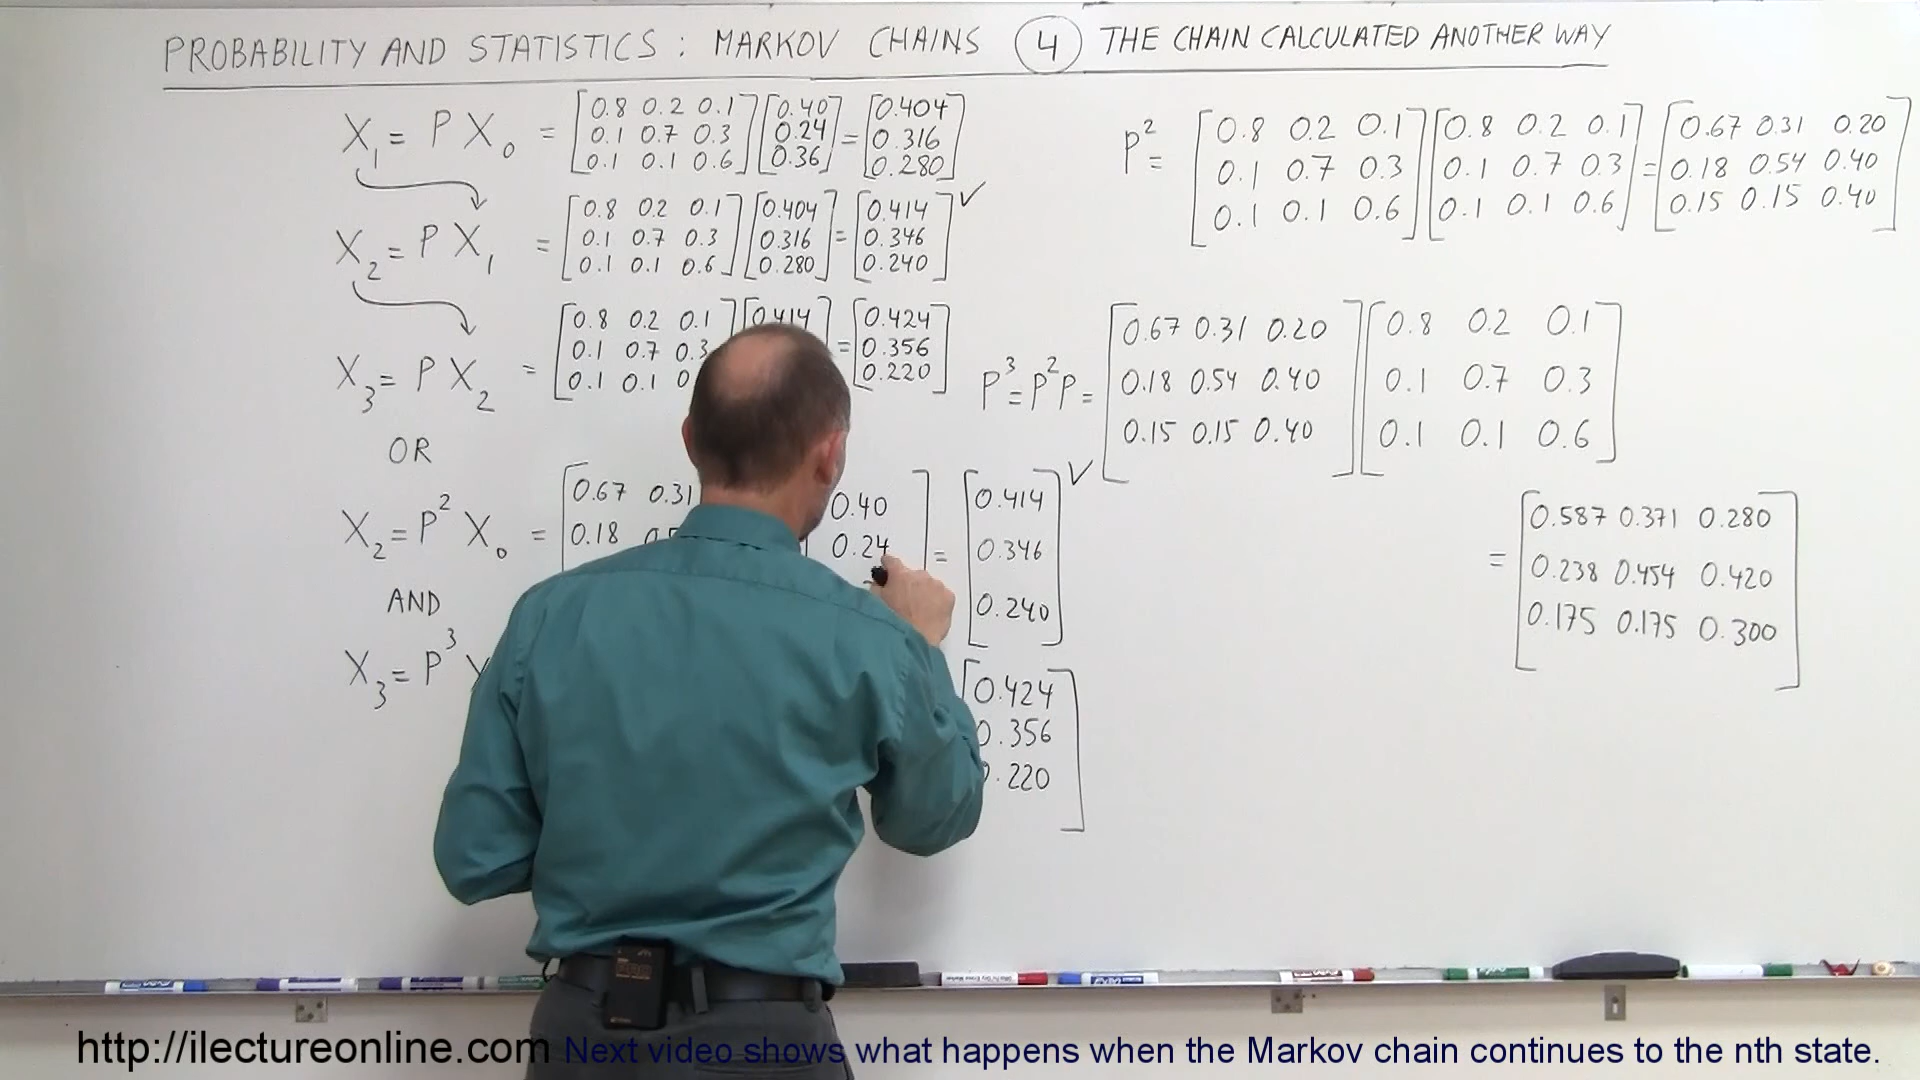 PROBABILITY AND STATISTICS : MARKOV CHAINS 4 THE CHAIN CALCULATED ANOTHER WAY
X₁ = P X₀ = [0.8 0.2 0.1] [0.40] = [0.404]
0.1 0.7 0.3 0.24 0.316
0.1 0.1 0.6 0.36 0.280
X₂ = P X₁ = [0.8 0.2 0.1] [0.404] = [0.414] ✓
0.1 0.7 0.3 0.316 0.346
0.1 0.1 0.6 0.280 0.240
X₃ = P X₂ = [0.8 0.2 0.1] [0.414] = [0.424]
0.1 0.7 0.3 0.356
0.1 0.1 0 0.220
OR
X₂ = P² X₀ = [0.67 0.31 0.40] = [0.414] ✓
0.18 0.24 0.346
0.240
AND
X₃ = P³ X 0.424
0.356
0.220
P² = [0.8 0.2 0.1] [0.8 0.2 0.1] = [0.67 0.31 0.20]
0.1 0.7 0.3 0.1 0.7 0.3 0.18 0.54 0.40
0.1 0.1 0.6 0.1 0.1 0.6 0.15 0.15 0.40
P³ = P²P = [0.67 0.31 0.20] [0.8 0.2 0.1]
0.18 0.54 0.40 0.1 0.7 0.3
0.15 0.15 0.40 0.1 0.1 0.6
= [0.587 0.371 0.280]
0.238 0.454 0.420
0.175 0.175 0.300
http://ilectureonline.com Next video shows what happens when the Markov chain continues to the nth state.